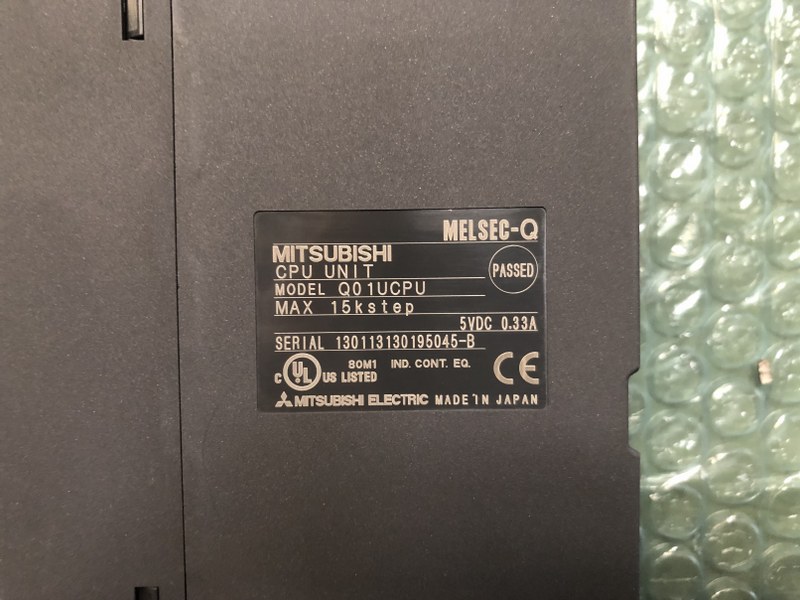 MELSEC-Q
MITSUBISHI
CPU UNIT
PASSED
MODEL Q01UCPU
MAX 15kstep
5VDC 0.33A
SERIAL 130113130195045-B
C UL US LISTED 80M1 IND. CONT. EQ. CE
MITSUBISHI ELECTRIC MADE IN JAPAN